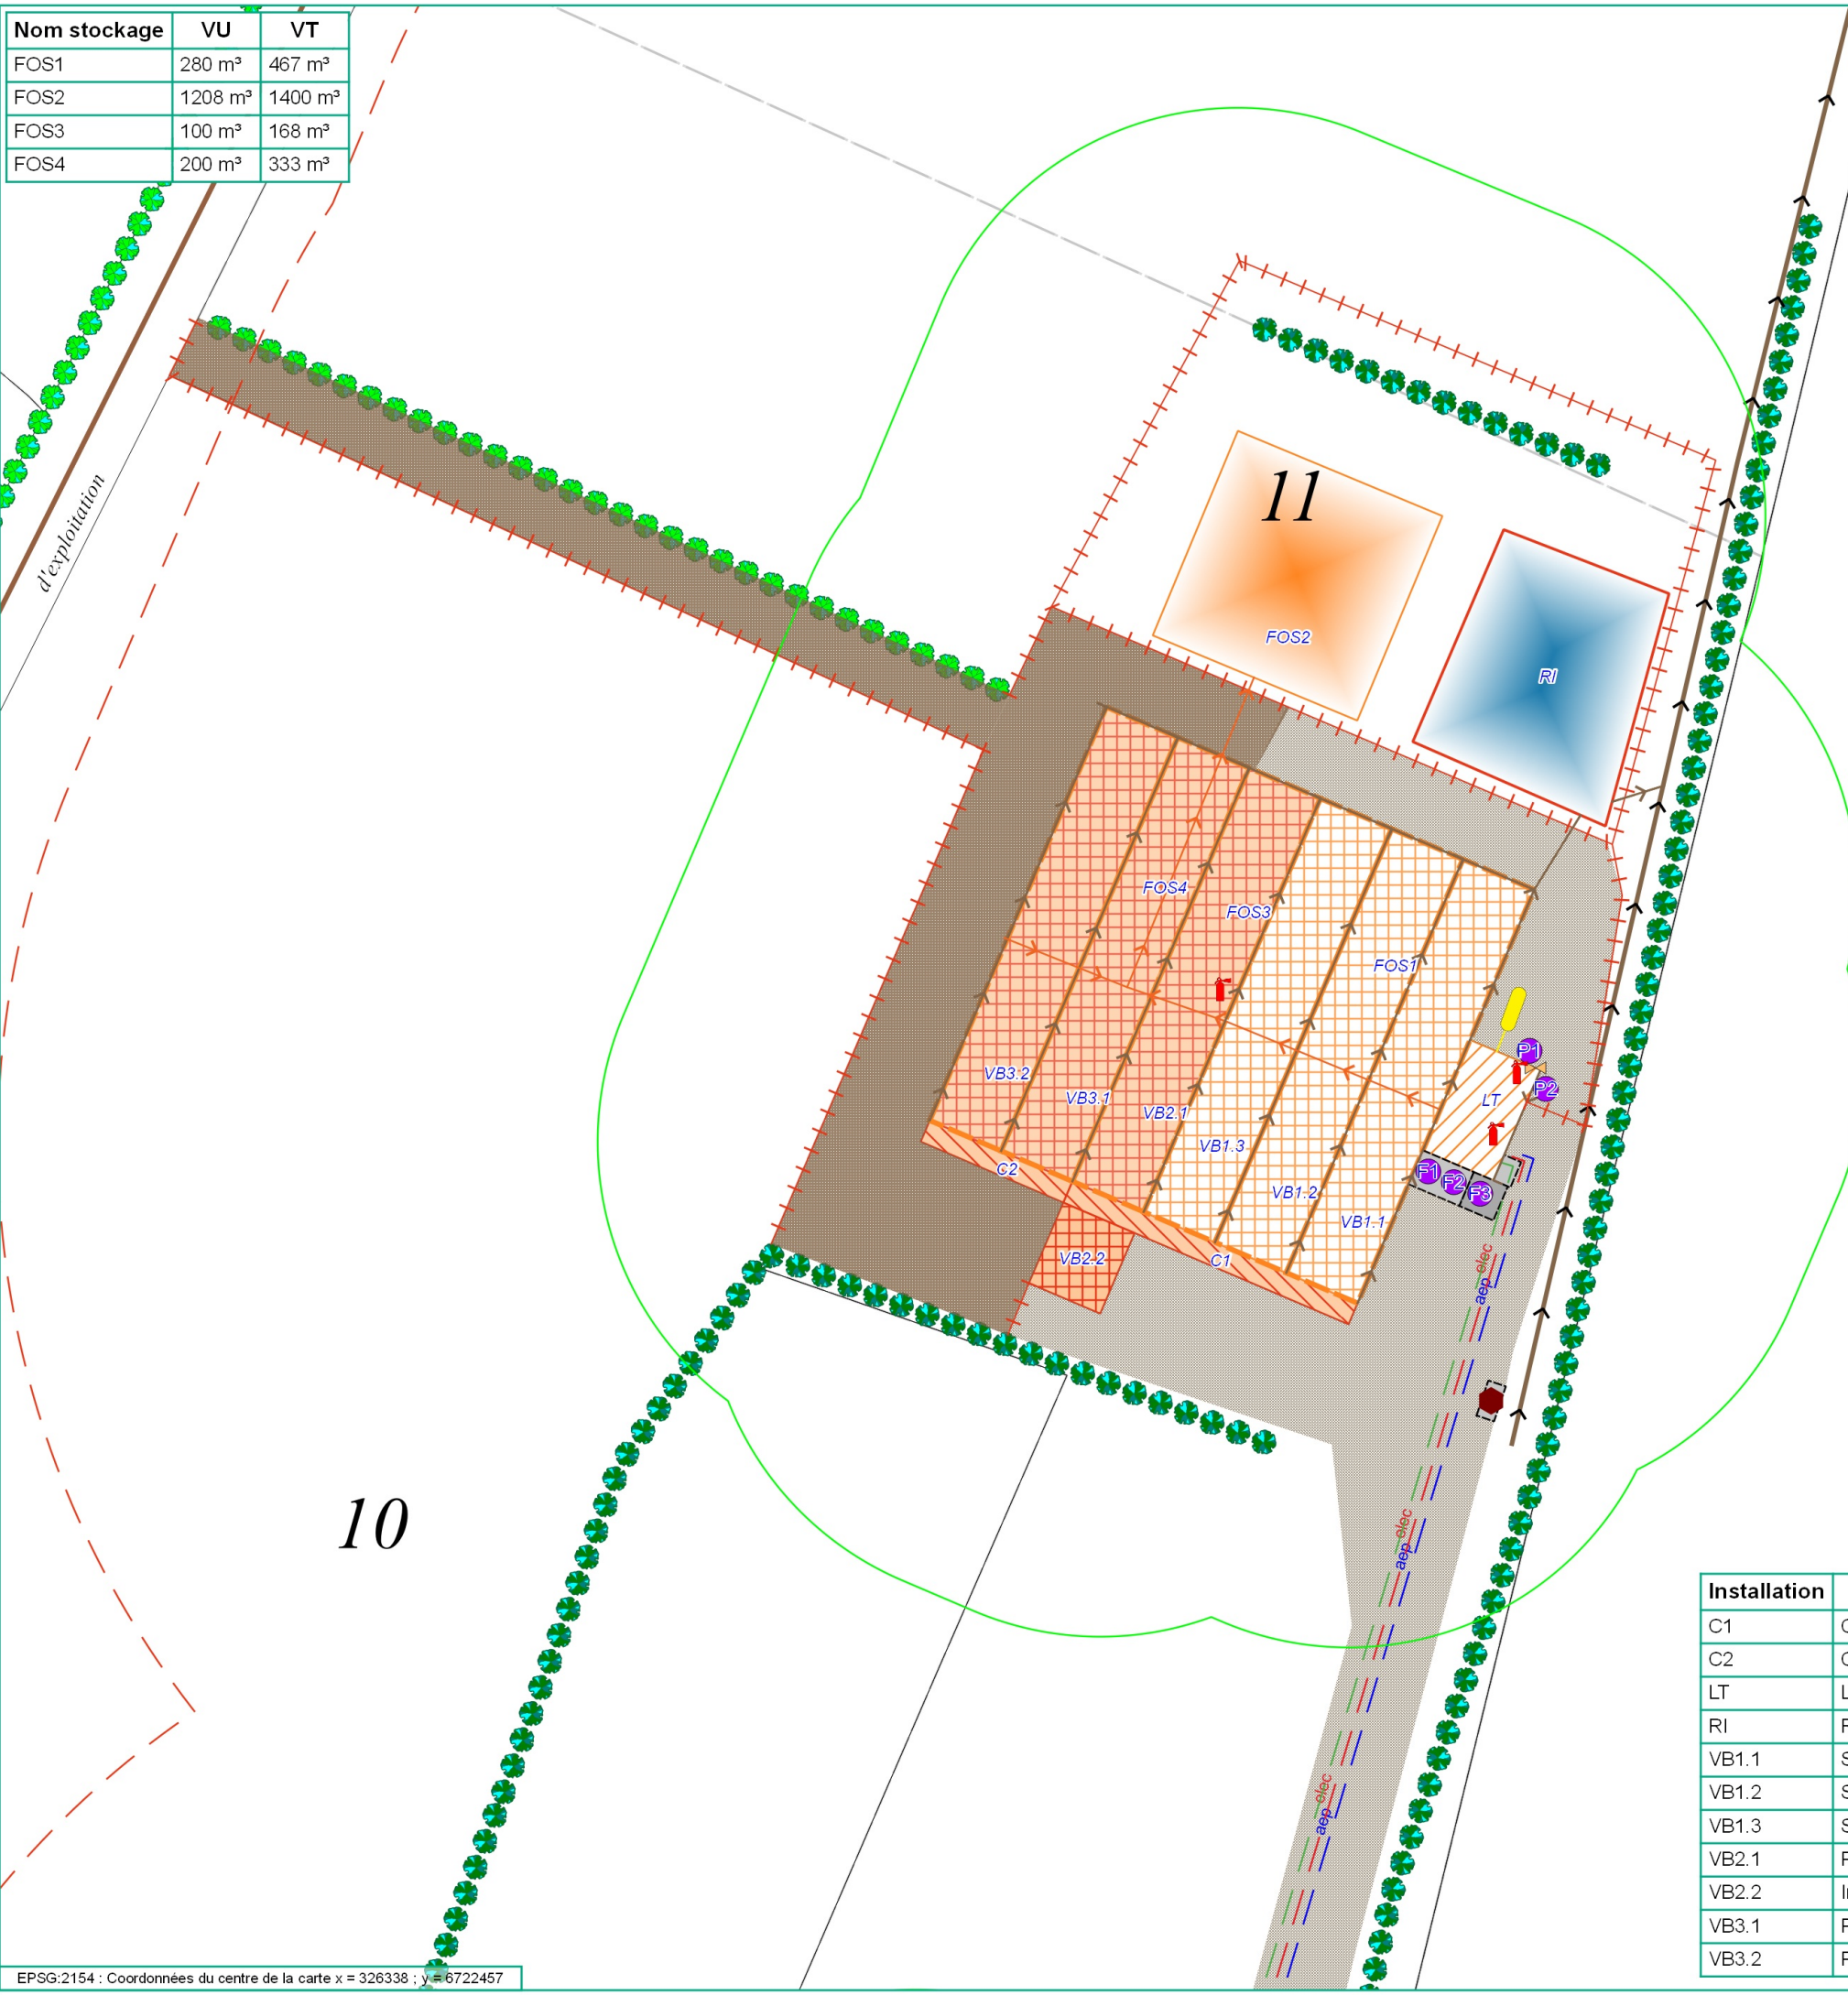 Nom stockage VU VT
FOS1 280 m³ 467 m³
FOS2 1208 m³ 1400 m³
FOS3 100 m³ 168 m³
FOS4 200 m³ 333 m³
d'exploitation
11
FOS2
RI
FOS4
FOS3
FOS1
P1
P2
LT
VB3.2
VB3.1
VB2.1
VB1.3
VB1.2
VB1.1
F1 F2 F3
C2
C1
VB2.2
aep elec
aep elec
aep elec
10
Installation
C1
C2
LT
RI
VB1.1
VB1.2
VB1.3
VB2.1
VB2.2
VB3.1
VB3.2
EPSG:2154 : Coordonnées du centre de la carte x = 326338 ; y = 6722457